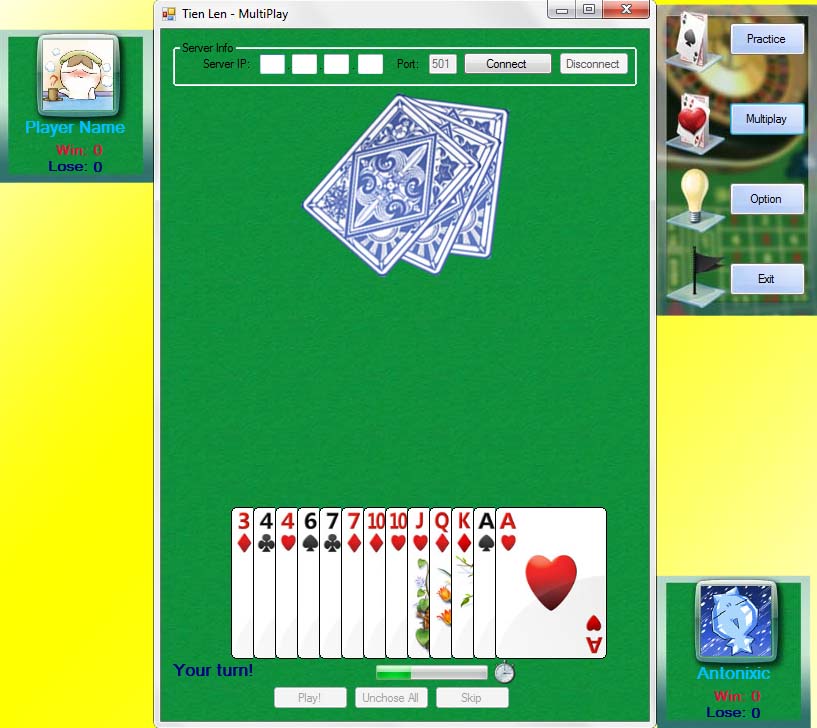 Tien Len - MultiPlay
Server Info
Server IP: Port: 501 Connect Disconnect
Player Name
Win: 0
Lose: 0
Practice
Multiplay
Option
Exit
3 4 4 6 7 7 10 10 J Q K A A
A
Your turn!
Play! Unchose All Skip
Antonixic
Win: 0
Lose: 0